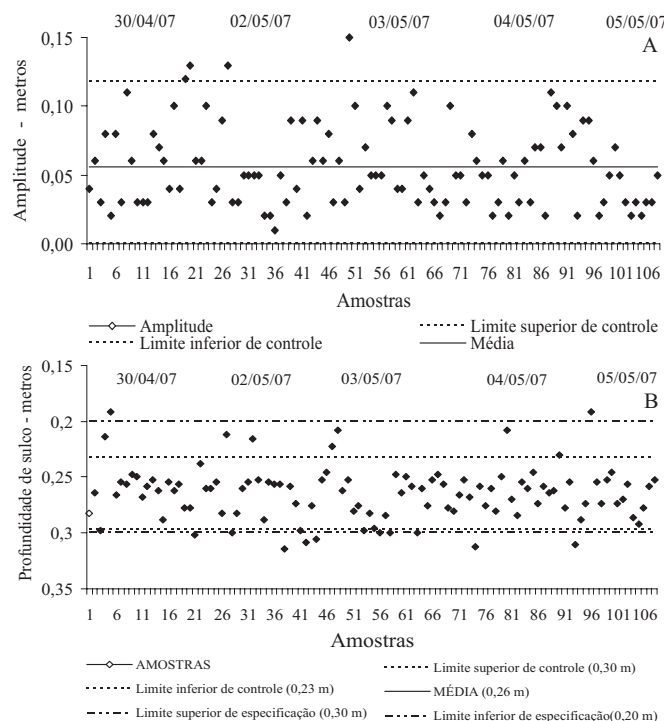 30/04/07 02/05/07 03/05/07 04/05/07 05/05/07
A
0,15
0,10
0,05
0,00
Amplitude - metros
1 6 11 16 21 26 31 36 41 46 51 56 61 66 71 76 81 86 91 96 101 106
Amostras
Amplitude Limite superior de controle
Limite inferior de controle Média
30/04/07 02/05/07 03/05/07 04/05/07 05/05/07
B
0,15
0,2
0,25
0,3
0,35
Profundidade de sulco - metros
1 6 11 16 21 26 31 36 41 46 51 56 61 66 71 76 81 86 91 96 101 106
Amostras
AMOSTRAS Limite superior de controle (0,30 m)
Limite inferior de controle (0,23 m) MÉDIA (0,26 m)
Limite superior de especificação (0,30 m) Limite inferior de especificação(0,20 m)